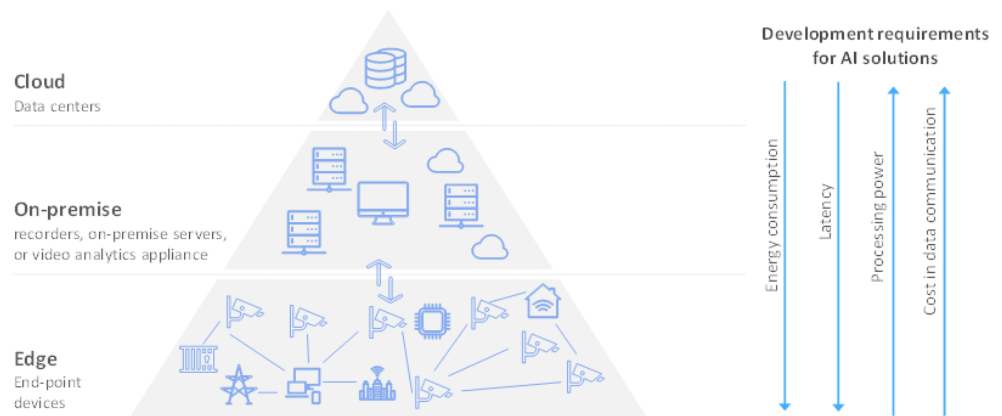 Development requirements
for AI solutions
Cloud
Data centers
On-premise
recorders, on-premise servers,
or video analytics appliance
Edge
End-point
devices
Energy consumption
Latency
Processing power
Cost in data communication